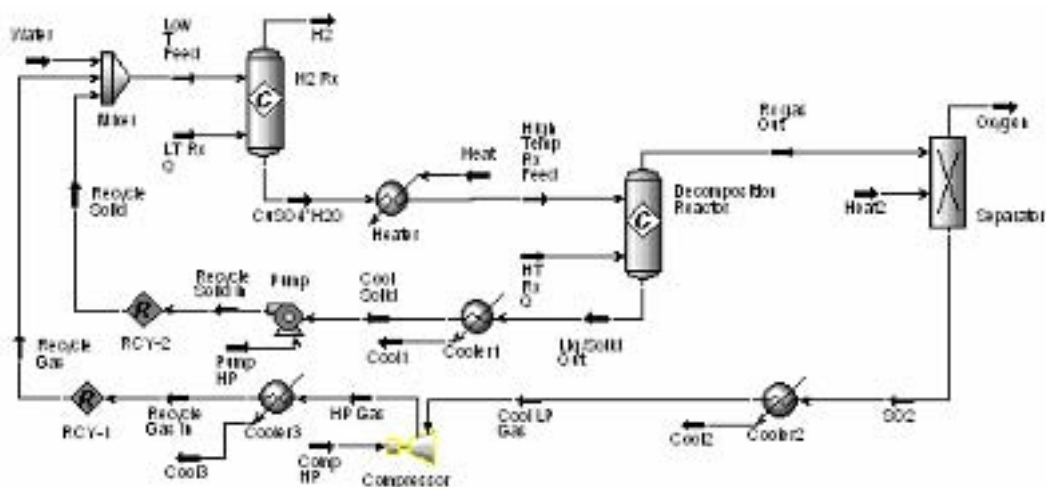 Water
Low
T
Feed
H2
H2 Rx
Mixer
LT Rx
Q
Recycle
Solid
CuSO4*H2O
Heater
Heat
High
Temp
Rx
Feed
Rx gas
Out
Oxygen
Decomposition
Reactor
Heat2
Separator
HT
Rx
Q
Pump
Recycle
Solid In
Cool
Solid
RCY-2
Pump
HP
Cool1
Cooler1
Liq/Solid
Out
Recycle
Gas
RCY-1
Recycle
Gas In
Cooler3
HP Gas
Cool3
Comp
HP
Compressor
Cool LP
Gas
Cool2
Cooler2
SO2
C
C
R
R